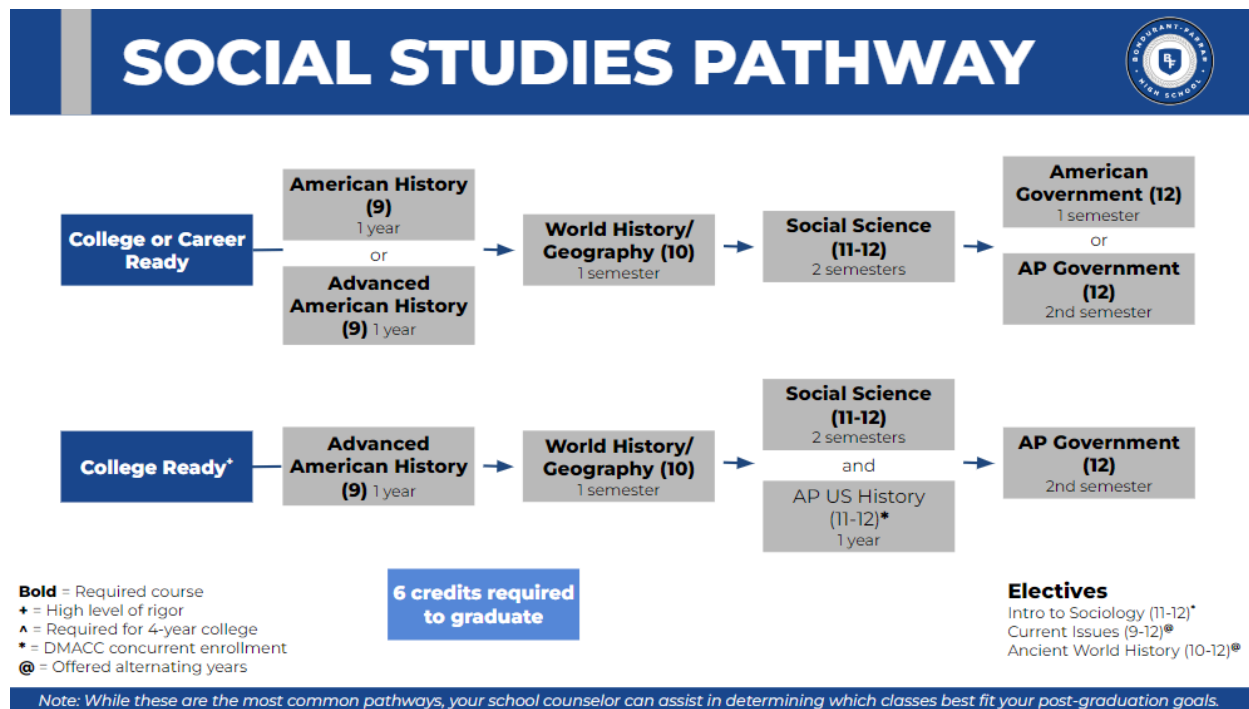 SOCIAL STUDIES PATHWAY
BONDURANT-FARRAR
BF
HIGH SCHOOL
College or Career
Ready
American History
(9)
1 year
or
Advanced
American History
(9) 1 year
World History/
Geography (10)
1 semester
Social Science
(11-12)
2 semesters
American
Government (12)
1 semester
or
AP Government
(12)
2nd semester
College Ready+
Advanced
American History
(9) 1 year
World History/
Geography (10)
1 semester
Social Science
(11-12)
2 semesters
and
AP US History
(11-12)*
1 year
AP Government
(12)
2nd semester
Bold = Required course
+ = High level of rigor
^ = Required for 4-year college
* = DMACC concurrent enrollment
@ = Offered alternating years
6 credits required
to graduate
Electives
Intro to Sociology (11-12)*
Current Issues (9-12)@
Ancient World History (10-12)@
Note: While these are the most common pathways, your school counselor can assist in determining which classes best fit your post-graduation goals.